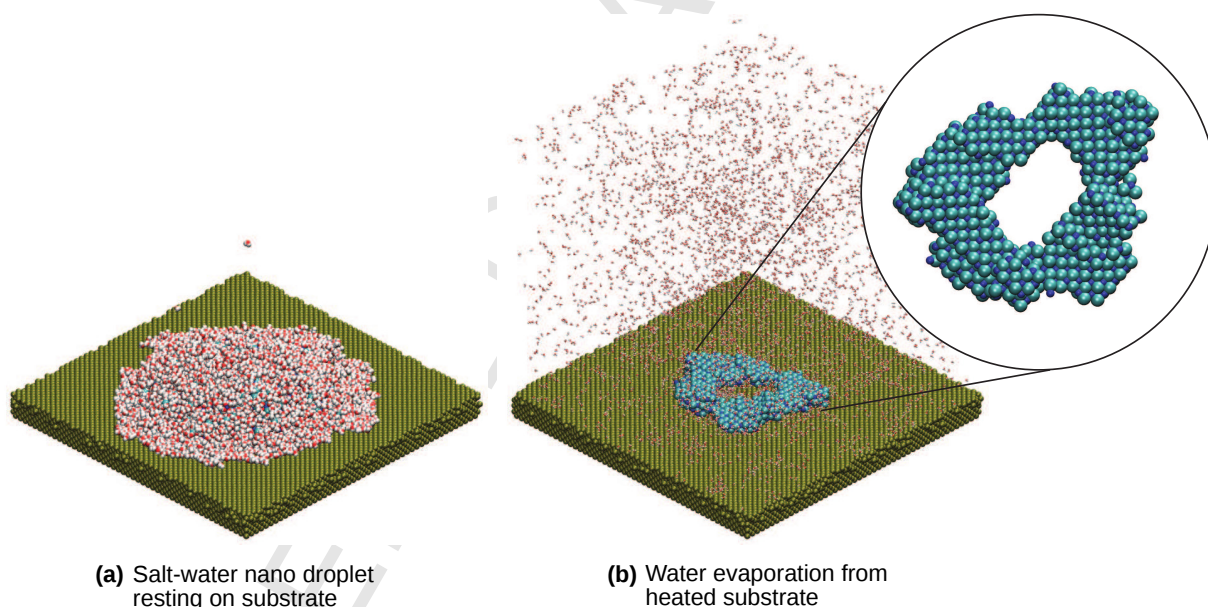 (a) Salt-water nano droplet
resting on substrate
(b) Water evaporation from
heated substrate